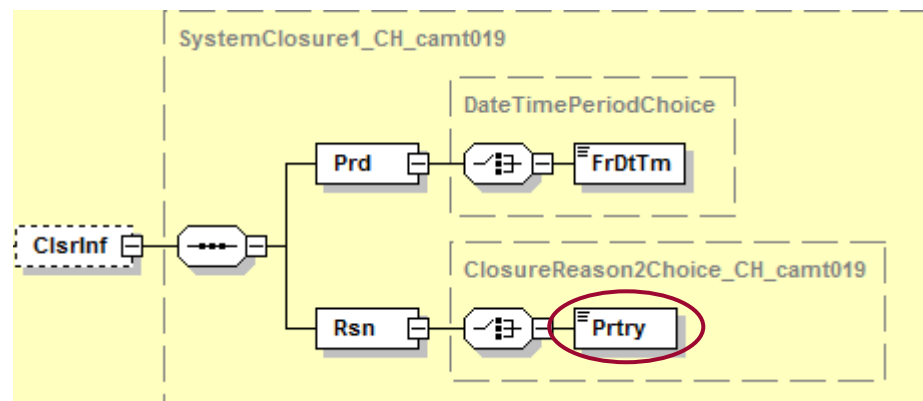 SystemClosure1_CH_camt019
DateTimePeriodChoice
Prd
FrDtTm
ClsrInf
ClosureReason2Choice_CH_camt019
Rsn
Prtry